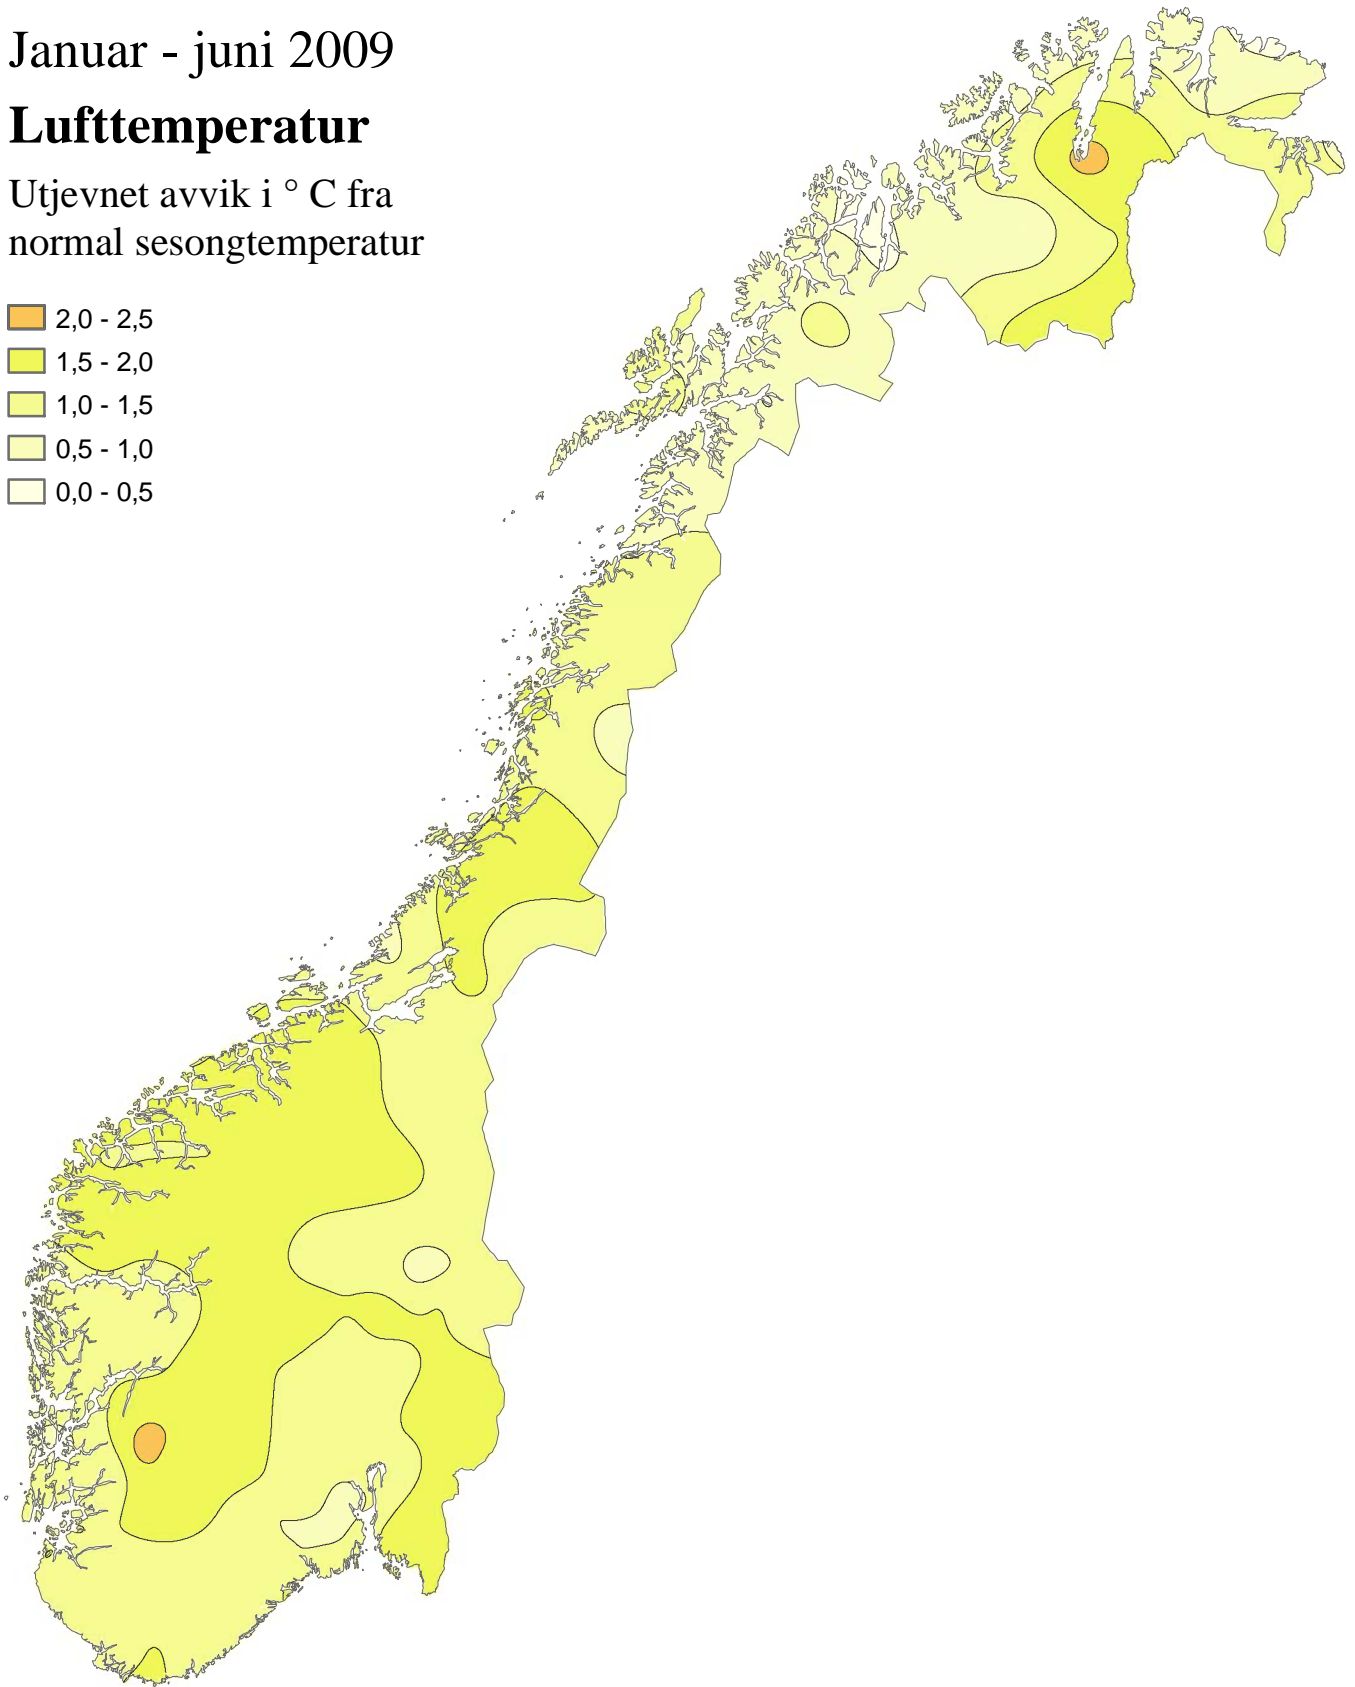 Januar - juni 2009
Lufttemperatur
Utjevnet avvik i ° C fra
normal sesongtemperatur
2,0 - 2,5
1,5 - 2,0
1,0 - 1,5
0,5 - 1,0
0,0 - 0,5